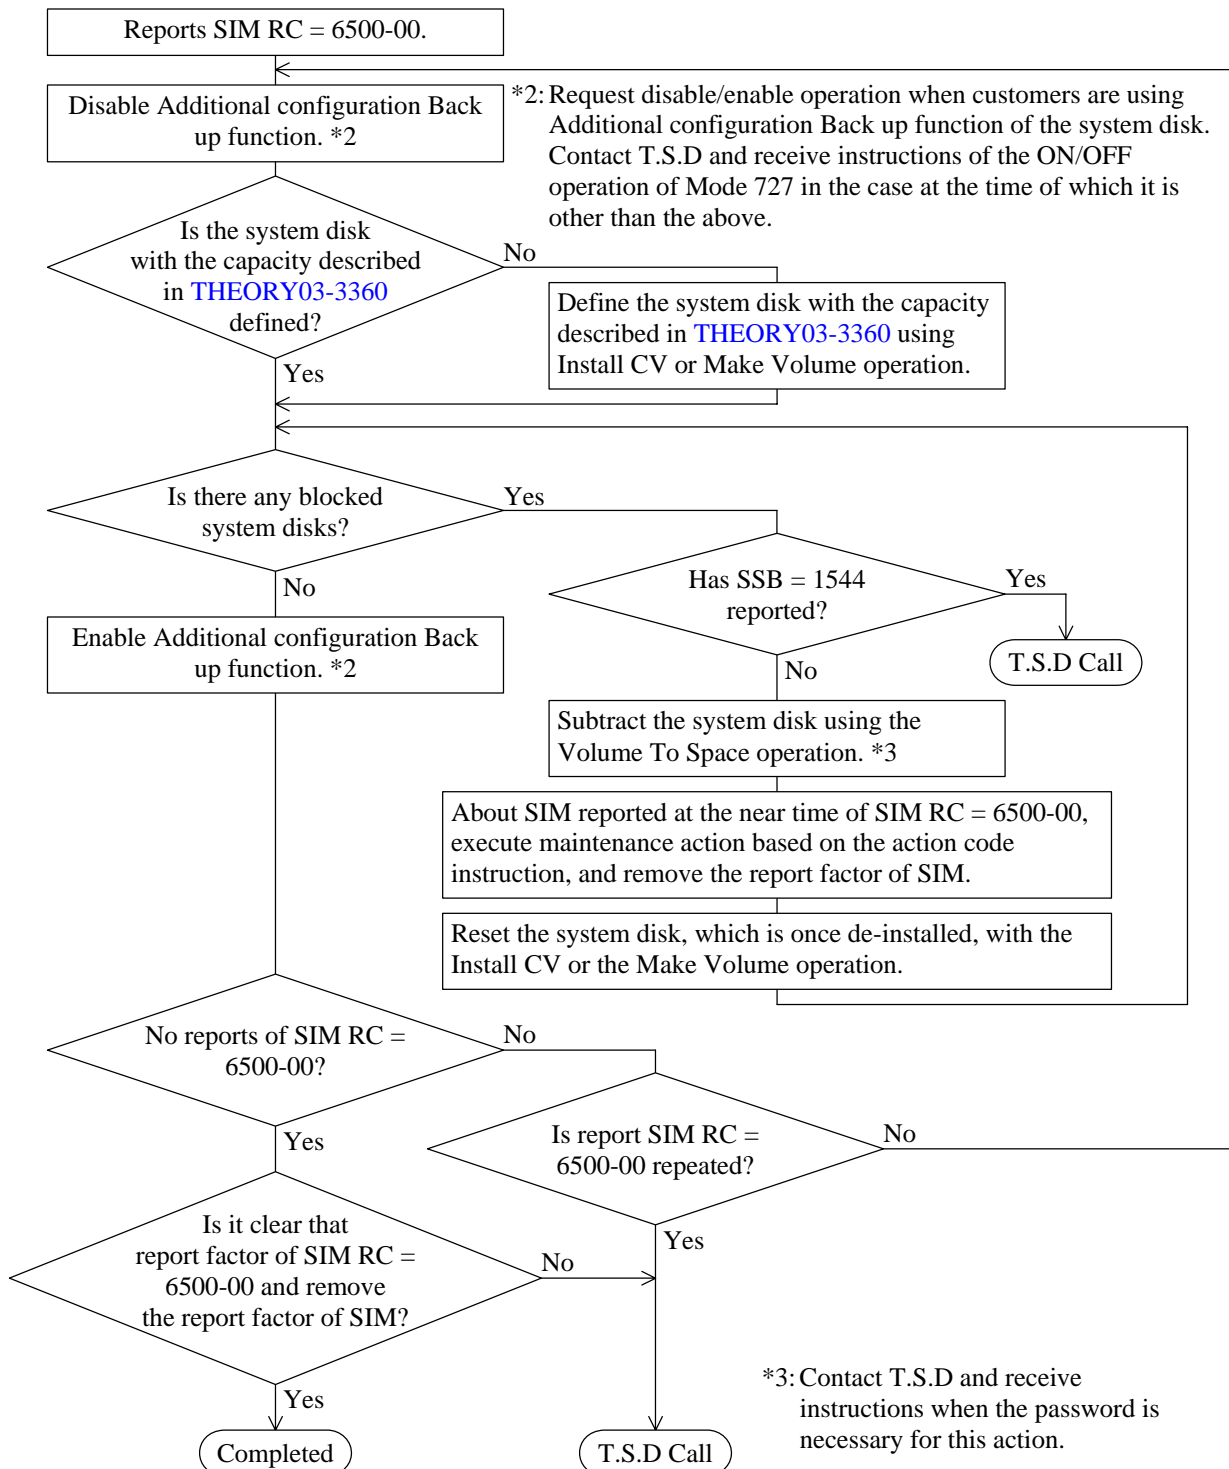 Reports SIM RC = 6500-00.
Disable Additional configuration Back
up function. *2
*2: Request disable/enable operation when customers are using
Additional configuration Back up function of the system disk.
Contact T.S.D and receive instructions of the ON/OFF
operation of Mode 727 in the case at the time of which it is
other than the above.
Is the system disk
with the capacity described
in THEORY03-3360
defined?
No
Define the system disk with the capacity
described in THEORY03-3360 using
Install CV or Make Volume operation.
Yes
Is there any blocked
system disks?
Yes
Has SSB = 1544
reported?
Yes
T.S.D Call
No
No
Enable Additional configuration Back
up function. *2
Subtract the system disk using the
Volume To Space operation. *3
About SIM reported at the near time of SIM RC = 6500-00,
execute maintenance action based on the action code
instruction, and remove the report factor of SIM.
Reset the system disk, which is once de-installed, with the
Install CV or the Make Volume operation.
No reports of SIM RC =
6500-00?
No
Yes
Is report SIM RC =
6500-00 repeated?
No
Yes
Is it clear that
report factor of SIM RC =
6500-00 and remove
the report factor of SIM?
No
Yes
Completed
T.S.D Call
*3: Contact T.S.D and receive
instructions when the password is
necessary for this action.